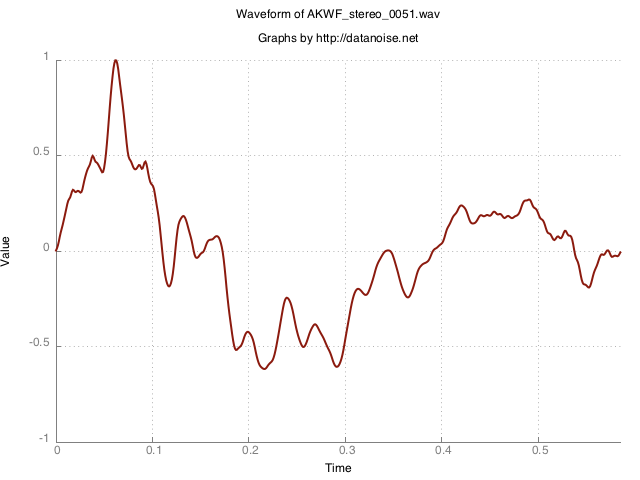 Waveform of AKWF_stereo_0051.wav
Graphs by http://datanoise.net
1
0.5
0
-0.5
-1
Value
0 0.1 0.2 0.3 0.4 0.5
Time